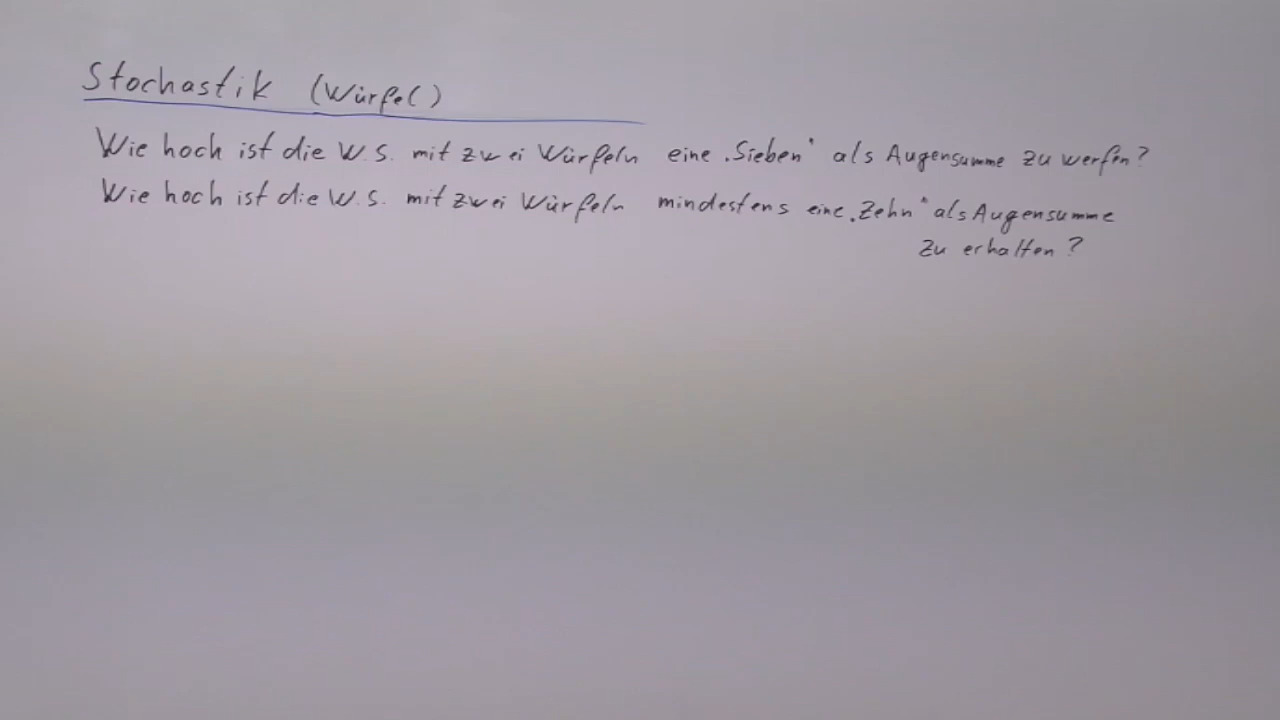 Stochastik (Würfel)
Wie hoch ist die W.S. mit zwei Würfeln eine „Sieben“ als Augensumme zu werfen?
Wie hoch ist die W.S. mit zwei Würfeln mindestens eine „Zehn“ als Augensumme
zu erhalten?